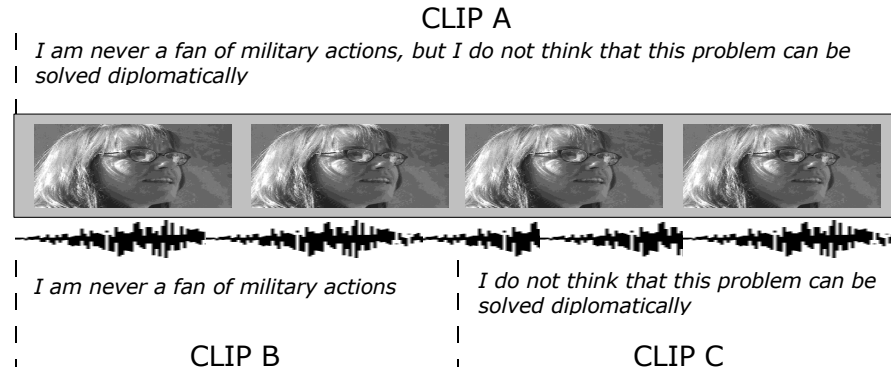 CLIP A
I am never a fan of military actions, but I do not think that this problem can be
solved diplomatically
I am never a fan of military actions
I do not think that this problem can be
solved diplomatically
CLIP B
CLIP C